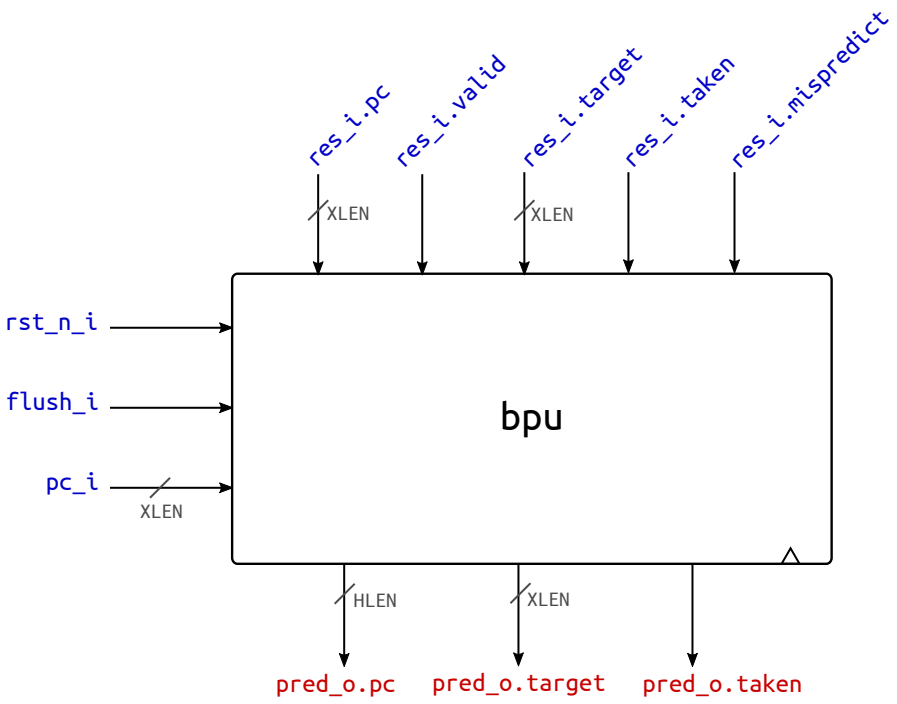 res_i.pc
res_i.valid
res_i.target
res_i.taken
res_i.mispredict
XLEN
XLEN
rst_n_i
flush_i
bpu
pc_i
XLEN
HLEN
XLEN
pred_o.pc
pred_o.target
pred_o.taken